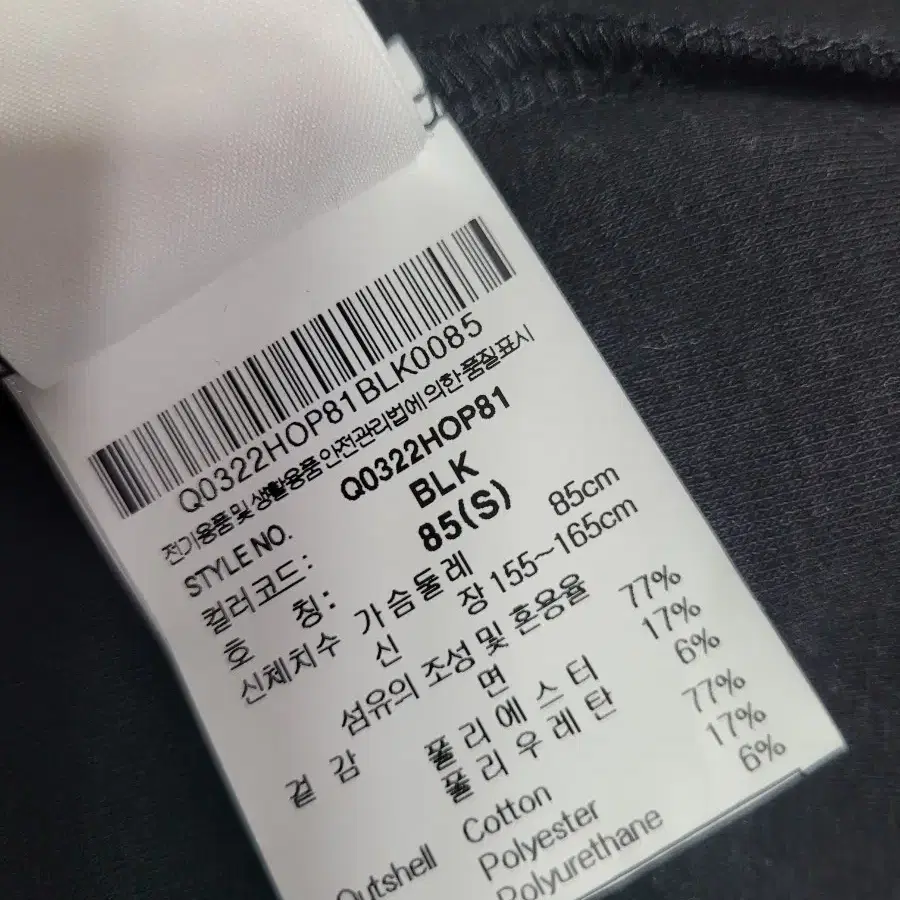 Q0322HOP81BLK0085
전기용품 및 생활용품 안전관리법에 의한 품질표시
STYLE NO. Q0322HOP81
컬러코드: BLK
호 칭: 85(S)
신체치수 가슴둘레 85cm
신 장 155~165cm
섬유의 조성 및 혼용율
겉 감 면 77%
폴리에스터 17%
폴리우레탄 6%
Outshell Cotton 77%
Polyester 17%
Polyurethane 6%